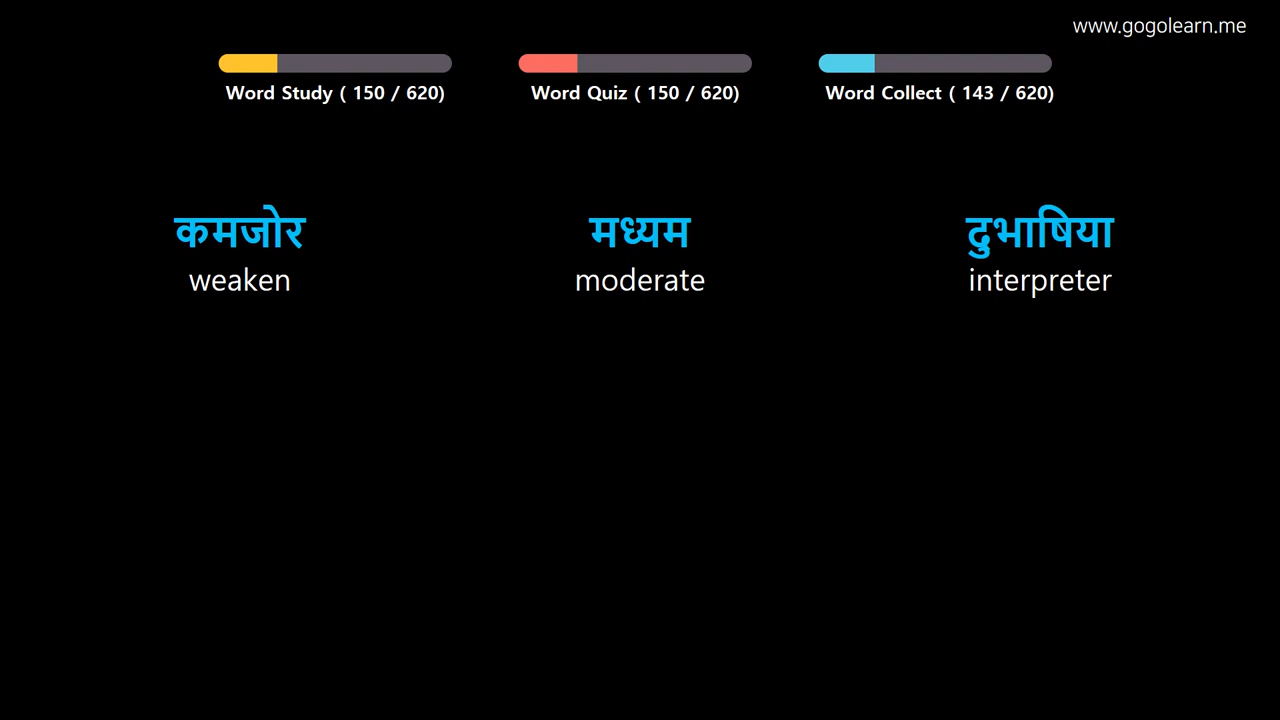 www.gogolearn.me
Word Study ( 150 / 620)
Word Quiz ( 150 / 620)
Word Collect ( 143 / 620)
कमजोर
weaken
मध्यम
moderate
दुभाषिया
interpreter